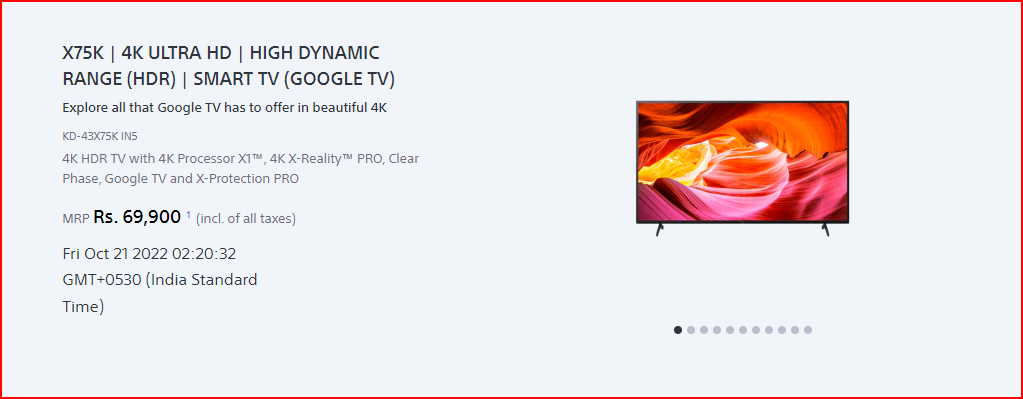 X75K | 4K ULTRA HD | HIGH DYNAMIC
RANGE (HDR) | SMART TV (GOOGLE TV)
Explore all that Google TV has to offer in beautiful 4K
KD-43X75K IN5
4K HDR TV with 4K Processor X1™, 4K X-Reality™ PRO, Clear
Phase, Google TV and X-Protection PRO
MRP Rs. 69,900 ¹ (incl. of all taxes)
Fri Oct 21 2022 02:20:32
GMT+0530 (India Standard
Time)